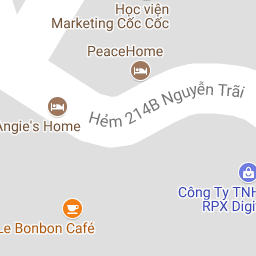 Học viện
Marketing Cốc Cốc
PeaceHome
Hẻm 214B Nguyễn Trãi
Angie's Home
Công Ty TNH
RPX Digit
Le Bonbon Café